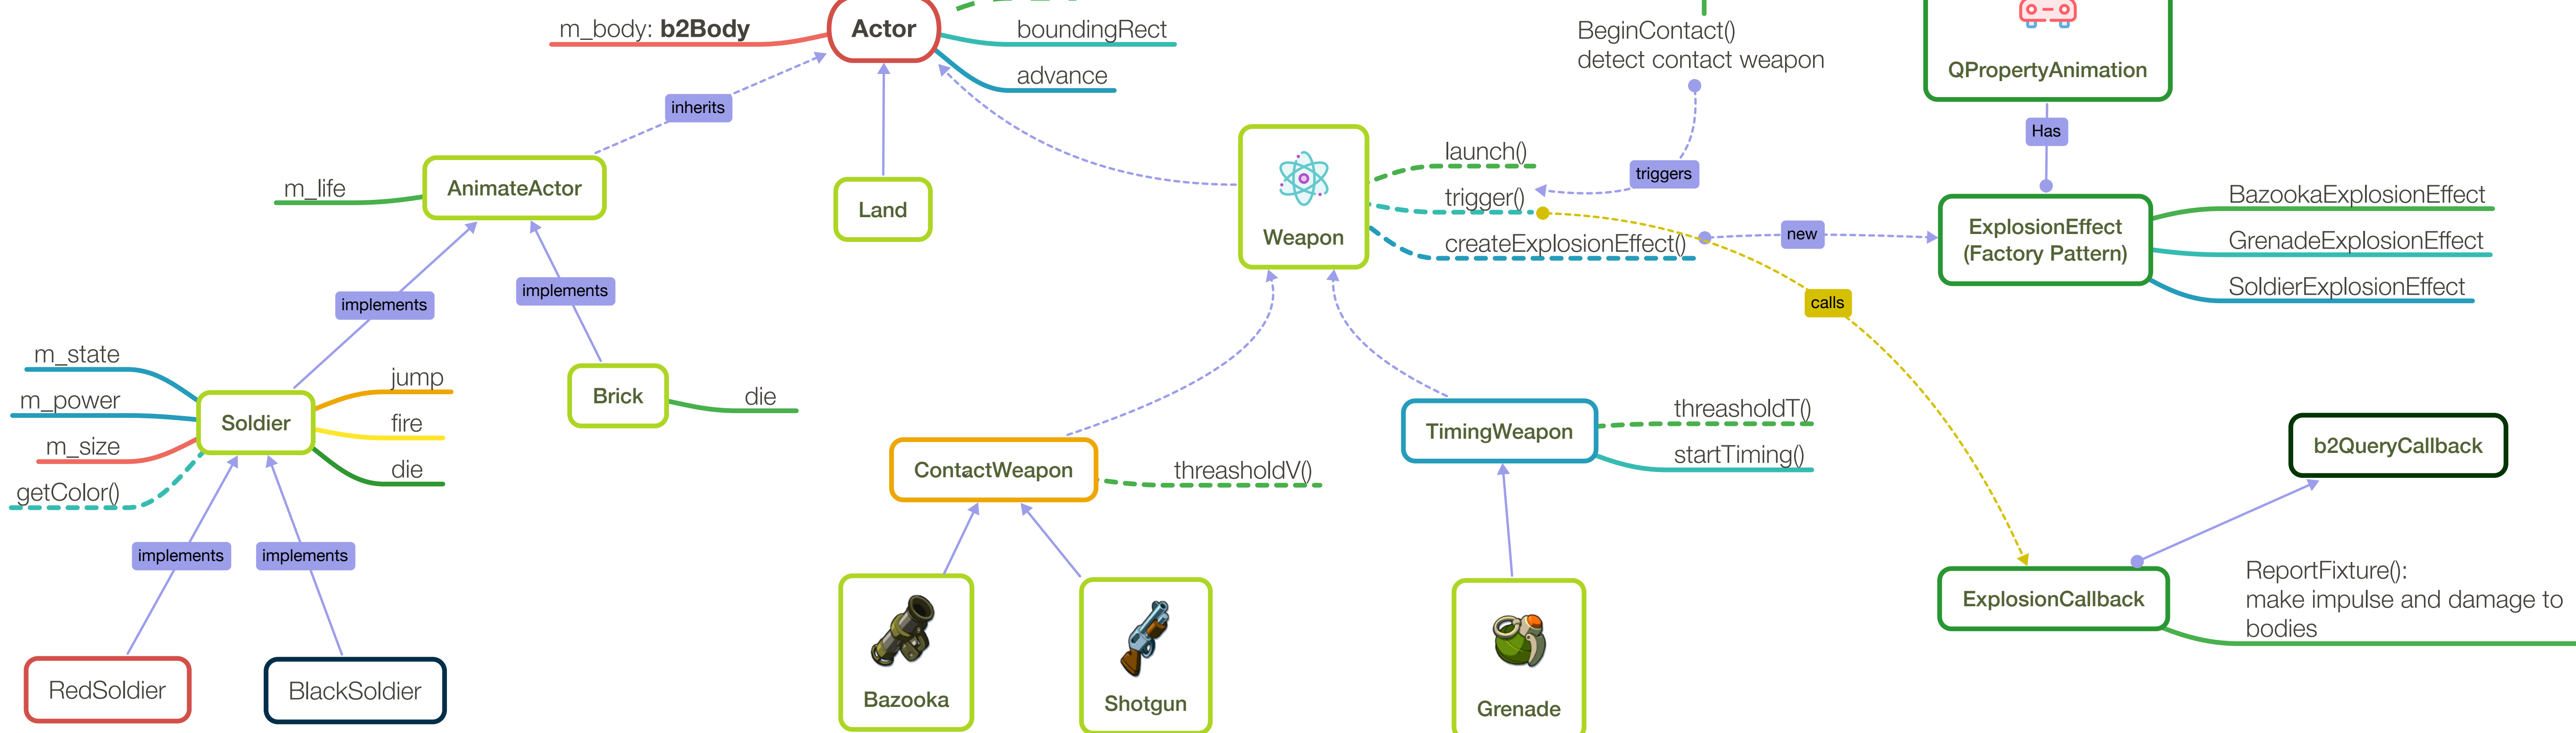 m_body: b2Body
Actor
boundingRect
advance
BeginContact()
detect contact weapon
QPropertyAnimation
inherits
Has
triggers
m_life
AnimateActor
Land
Weapon
launch()
trigger()
createExplosionEffect()
new
ExplosionEffect
(Factory Pattern)
BazookaExplosionEffect
GrenadeExplosionEffect
SoldierExplosionEffect
implements
implements
calls
m_state
m_power
m_size
getColor()
Soldier
jump
fire
die
Brick
die
ContactWeapon
threasholdV()
TimingWeapon
threasholdT()
startTiming()
b2QueryCallback
implements
implements
ExplosionCallback
ReportFixture():
make impulse and damage to
bodies
RedSoldier
BlackSoldier
Bazooka
Shotgun
Grenade